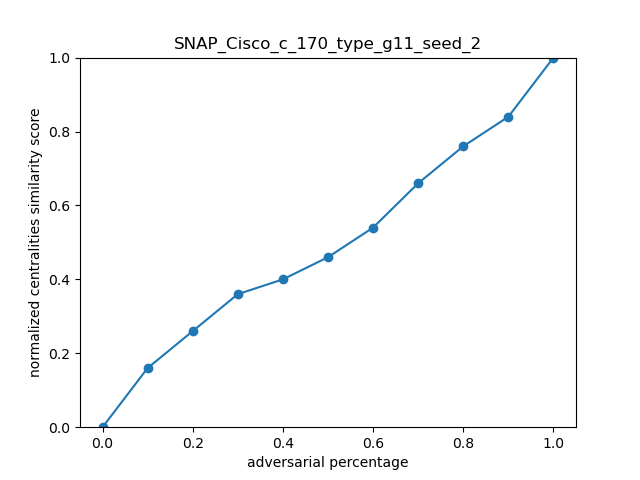 SNAP_Cisco_c_170_type_g11_seed_2
normalized centralities similarity score
1.0
0.8
0.6
0.4
0.2
0.0
0.0 0.2 0.4 0.6 0.8 1.0
adversarial percentage